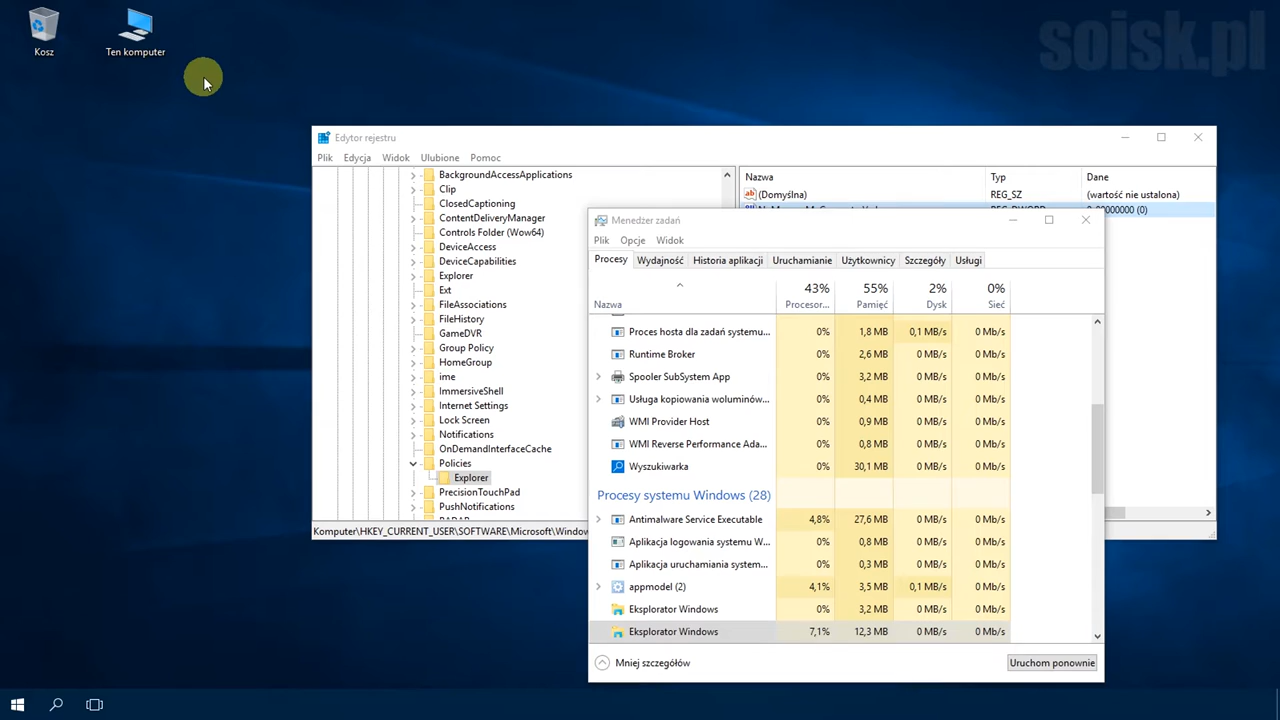 soisk.pl
Kosz
Ten komputer
Edytor rejestru
Plik Edycja Widok Ulubione Pomoc
BackgroundAccessApplications
Clip
ClosedCaptioning
ContentDeliveryManager
Controls Folder (Wow64)
DeviceAccess
DeviceCapabilities
Explorer
Ext
FileAssociations
FileHistory
GameDVR
Group Policy
HomeGroup
ime
ImmersiveShell
Internet Settings
Lock Screen
Notifications
OnDemandInterfaceCache
Policies
Explorer
PrecisionTouchPad
PushNotifications
Komputer\HKEY_CURRENT_USER\SOFTWARE\Microsoft\Window
Nazwa Typ Dane
ab (Domyślna) REG_SZ (wartość nie ustalona)
(0)
Menedżer zadań
Plik Opcje Widok
Procesy Wydajność Historia aplikacji Uruchamianie Użytkownicy Szczegóły Usługi
43% 55% 2% 0%
Nazwa Procesor... Pamięć Dysk Sieć
Proces hosta dla zadań systemu... 0% 1,8 MB 0,1 MB/s 0 Mb/s
Runtime Broker 0% 2,6 MB 0 MB/s 0 Mb/s
Spooler SubSystem App 0% 3,2 MB 0 MB/s 0 Mb/s
Usługa kopiowania woluminów... 0% 0,4 MB 0 MB/s 0 Mb/s
WMI Provider Host 0% 0,9 MB 0 MB/s 0 Mb/s
WMI Reverse Performance Ada... 0% 0,8 MB 0 MB/s 0 Mb/s
Wyszukiwarka 0% 30,1 MB 0 MB/s 0 Mb/s
Procesy systemu Windows (28)
Antimalware Service Executable 4,8% 27,6 MB 0 MB/s 0 Mb/s
Aplikacja logowania systemu W... 0% 0,8 MB 0 MB/s 0 Mb/s
Aplikacja uruchamiania system... 0% 0,3 MB 0 MB/s 0 Mb/s
appmodel (2) 4,1% 3,5 MB 0,1 MB/s 0 Mb/s
Eksplorator Windows 0% 3,2 MB 0 MB/s 0 Mb/s
Eksplorator Windows 7,1% 12,3 MB 0 MB/s 0 Mb/s
Mniej szczegółów Uruchom ponownie